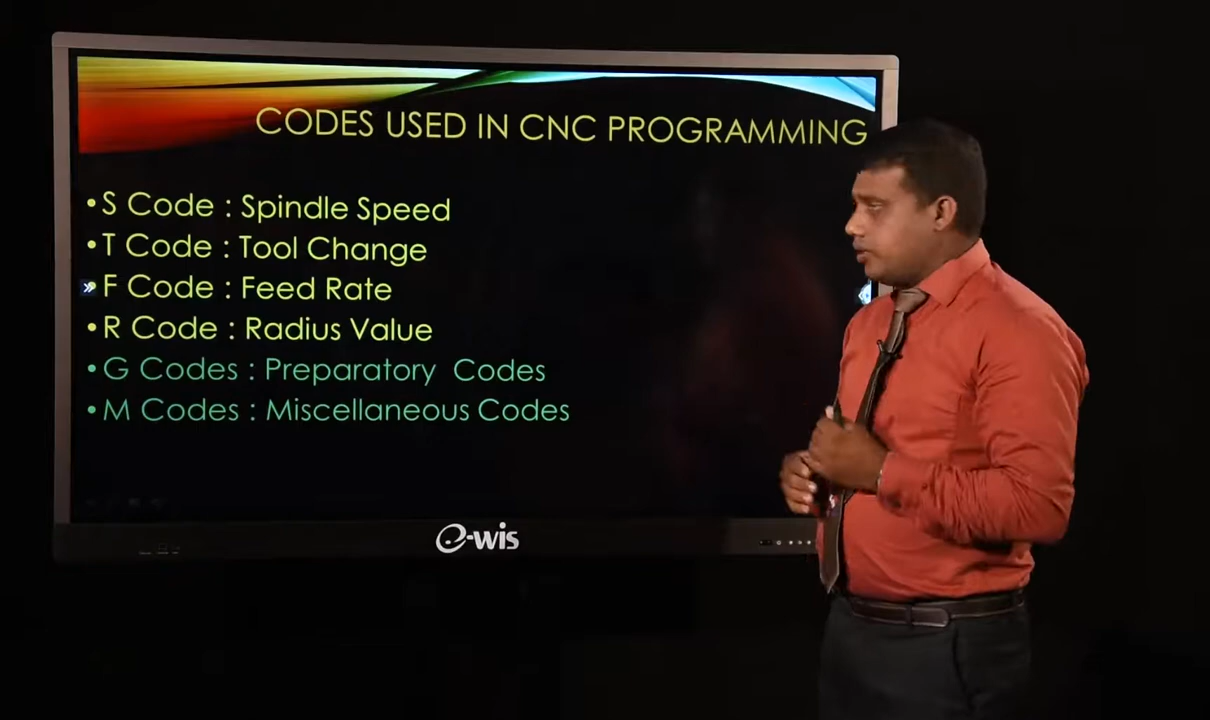 CODES USED IN CNC PROGRAMMING
•S Code : Spindle Speed
•T Code : Tool Change
•F Code : Feed Rate
•R Code : Radius Value
•G Codes : Preparatory Codes
•M Codes : Miscellaneous Codes
e-wis